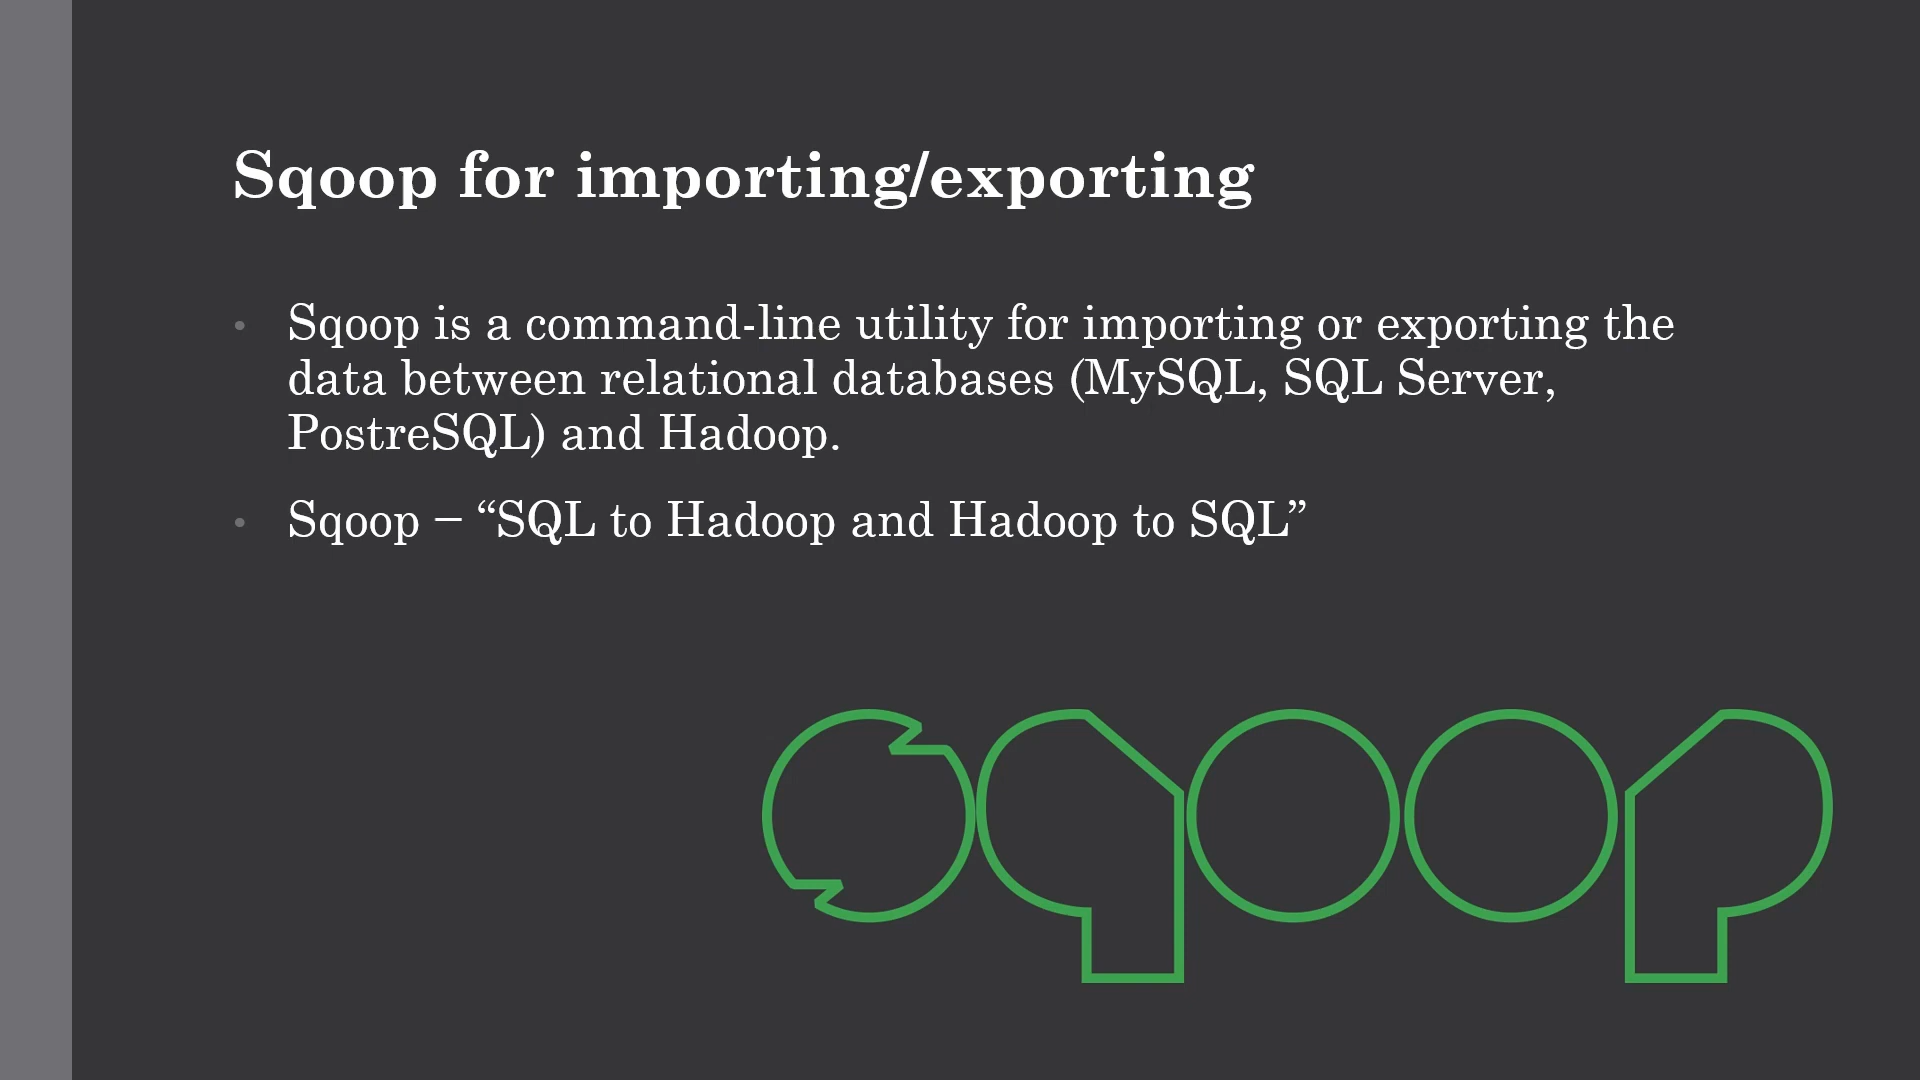 Sqoop for importing/exporting
• Sqoop is a command-line utility for importing or exporting the
data between relational databases (MySQL, SQL Server,
PostreSQL) and Hadoop.
• Sqoop – “SQL to Hadoop and Hadoop to SQL”
sqoop